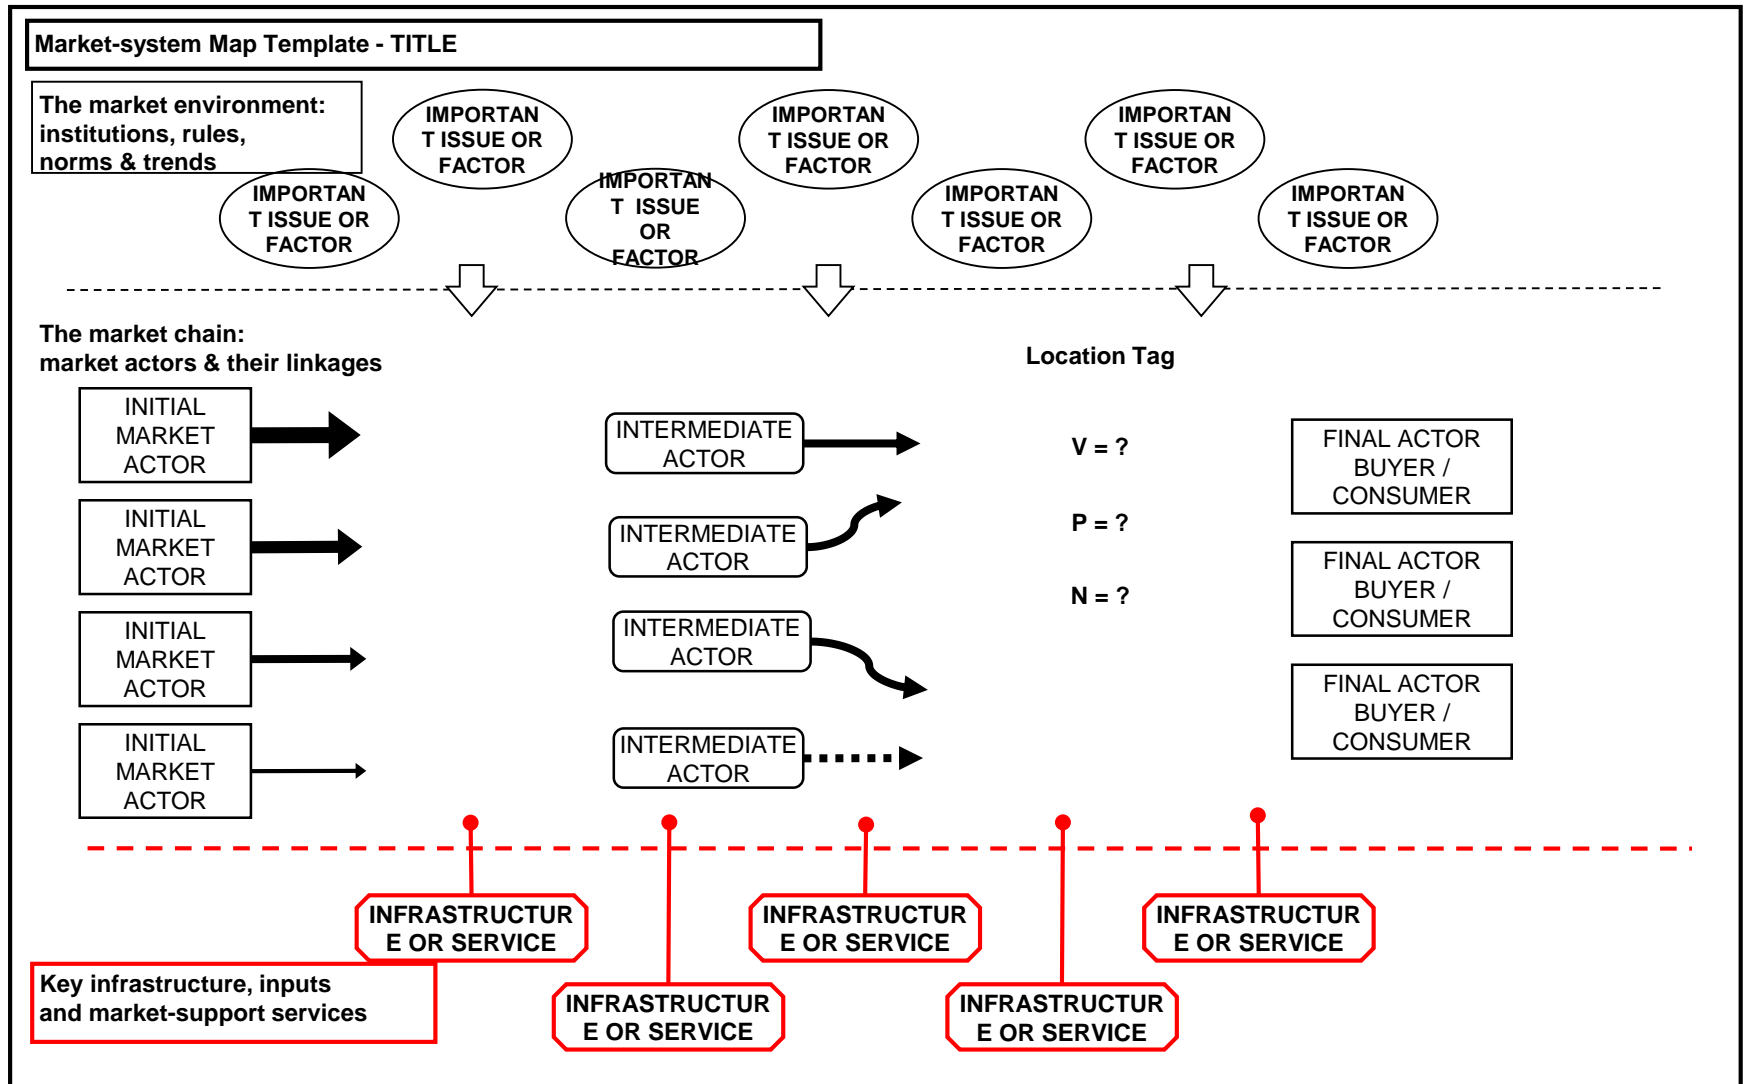 Market-system Map Template - TITLE
The market environment:
institutions, rules,
norms & trends
IMPORTAN
T ISSUE OR
FACTOR
IMPORTAN
T ISSUE OR
FACTOR
IMPORTAN
T ISSUE OR
FACTOR
IMPORTAN
T ISSUE OR
FACTOR
IMPORTAN
T ISSUE
OR
FACTOR
IMPORTAN
T ISSUE OR
FACTOR
IMPORTAN
T ISSUE OR
FACTOR
The market chain:
market actors & their linkages
Location Tag
INITIAL
MARKET
ACTOR
INITIAL
MARKET
ACTOR
INITIAL
MARKET
ACTOR
INITIAL
MARKET
ACTOR
INTERMEDIATE
ACTOR
INTERMEDIATE
ACTOR
INTERMEDIATE
ACTOR
INTERMEDIATE
ACTOR
V = ?
P = ?
N = ?
FINAL ACTOR
BUYER /
CONSUMER
FINAL ACTOR
BUYER /
CONSUMER
FINAL ACTOR
BUYER /
CONSUMER
INFRASTRUCTUR
E OR SERVICE
INFRASTRUCTUR
E OR SERVICE
INFRASTRUCTUR
E OR SERVICE
Key infrastructure, inputs
and market-support services
INFRASTRUCTUR
E OR SERVICE
INFRASTRUCTUR
E OR SERVICE